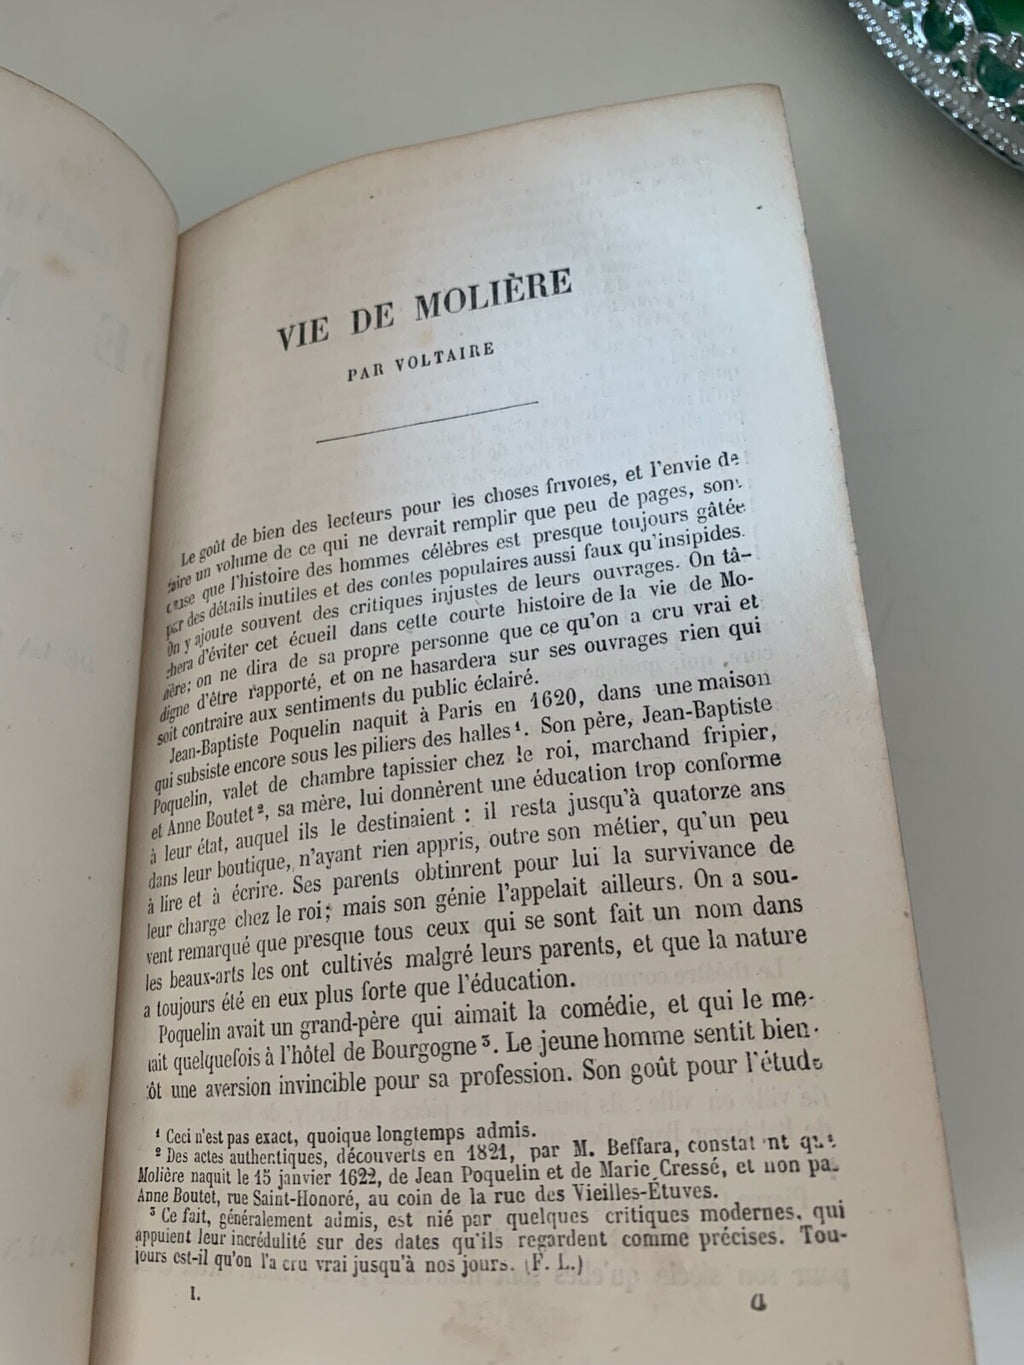 VIE DE MOLIÈRE
PAR VOLTAIRE
Le goût de bien des lecteurs pour les choses frivoles, et l'envie de
faire un volume de ce qui ne devrait remplir que peu de pages, sont
cause que l'histoire des hommes célèbres est presque toujours gâtée
par des détails inutiles et des contes populaires aussi faux qu'insipides.
On y ajoute souvent des critiques injustes de leurs ouvrages. On tâ-
chera d'éviter cet écueil dans cette courte histoire de la vie de Mo-
lière; on ne dira de sa propre personne que ce qu'on a cru vrai et
digne d'être rapporté, et on ne hasardera sur ses ouvrages rien qui
soit contraire aux sentiments du public éclairé.
Jean-Baptiste Poquelin naquit à Paris en 1620, dans une maison
qui subsiste encore sous les piliers des halles¹. Son père, Jean-Baptiste
Poquelin, valet de chambre tapissier chez le roi, marchand fripier,
et Anne Boutet², sa mère, lui donnèrent une éducation trop conforme
à leur état, auquel ils le destinaient : il resta jusqu'à quatorze ans
dans leur boutique, n'ayant rien appris, outre son métier, qu'un peu
à lire et à écrire. Ses parents obtinrent pour lui la survivance de
leur charge chez le roi; mais son génie l'appelait ailleurs. On a sou-
vent remarqué que presque tous ceux qui se sont fait un nom dans
les beaux-arts les ont cultivés malgré leurs parents, et que la nature
a toujours été en eux plus forte que l'éducation.
Poquelin avait un grand-père qui aimait la comédie, et qui le me-
nait quelquefois à l'hôtel de Bourgogne³. Le jeune homme sentit bien-
tôt une aversion invincible pour sa profession. Son goût pour l'étude
¹ Ceci n'est pas exact, quoique longtemps admis.
² Des actes authentiques, découverts en 1821, par M. Beffara, constatent que
Molière naquit le 15 janvier 1622, de Jean Poquelin et de Marie Cressé, et non pas
Anne Boutet, rue Saint-Honoré, au coin de la rue des Vieilles-Étuves.
³ Ce fait, généralement admis, est nié par quelques critiques modernes, qui
appuient leur incrédulité sur des dates qu'ils regardent comme précises. Tou-
jours est-il qu'on l'a cru vrai jusqu'à nos jours. (F. L.)
I.
a